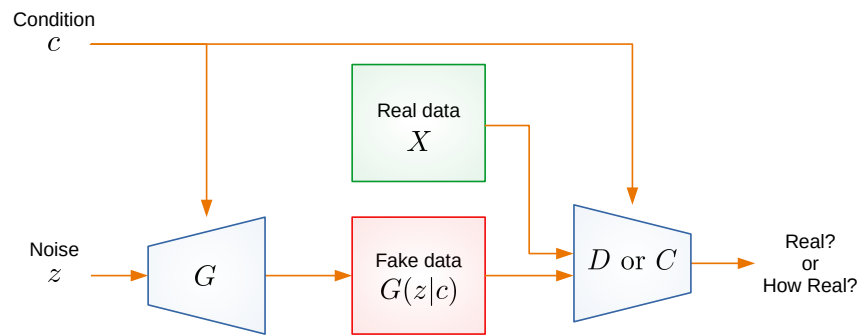 Condition
c
Real data
X
Noise
z
G
Fake data
G(z|c)
D or C
Real?
or
How Real?